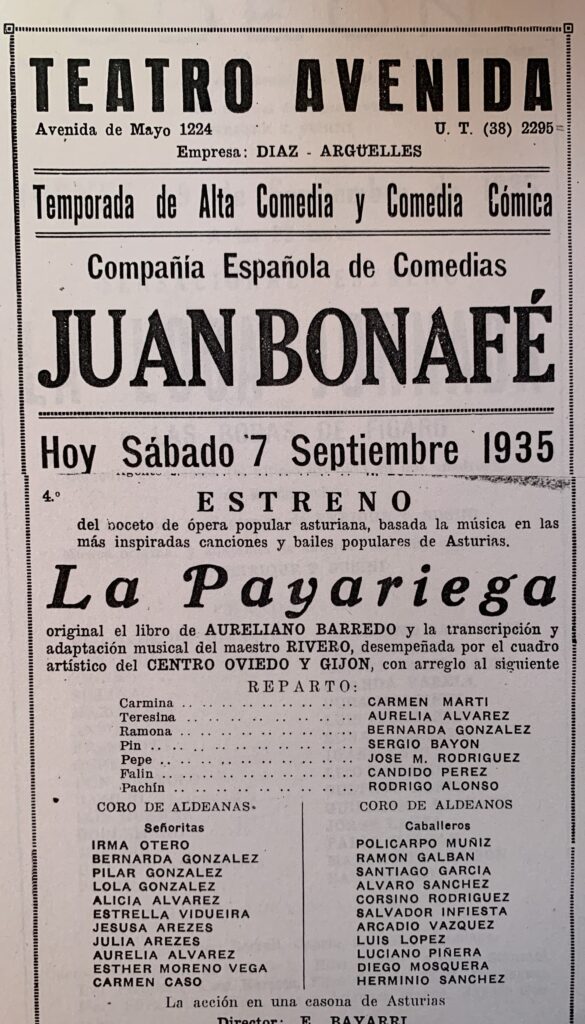 TEATRO AVENIDA
Avenida de Mayo 1224 U. T. (38) 2295
Empresa: DIAZ - ARGÜELLES
Temporada de Alta Comedia y Comedia Cómica
Compañía Española de Comedias
JUAN BONAFÉ
Hoy Sábado 7 Septiembre 1935
4.º ESTRENO
del boceto de ópera popular asturiana, basada la música en las
más inspiradas canciones y bailes populares de Asturias.
La Payariega
original el libro de AURELIANO BARREDO y la transcripción y
adaptación musical del maestro RIVERO, desempeñada por el cuadro
artístico del CENTRO OVIEDO Y GIJON, con arreglo al siguiente
REPARTO:
Carmina .. .. .. .. .. .. .. .. .. CARMEN MARTI
Teresina .. .. .. .. .. .. .. .. .. AURELIA ALVAREZ
Ramona .. .. .. .. .. .. .. .. .. BERNARDA GONZALEZ
Pin .. .. .. .. .. .. .. .. .. .. SERGIO BAYON
Pepe .. .. .. .. .. .. .. .. .. .. JOSE M. RODRIGUEZ
Falin .. .. .. .. .. .. .. .. .. .. CANDIDO PEREZ
Pachín .. .. .. .. .. .. .. .. .. RODRIGO ALONSO
CORO DE ALDEANAS
Señoritas
IRMA OTERO
BERNARDA GONZALEZ
PILAR GONZALEZ
LOLA GONZALEZ
ALICIA ALVAREZ
ESTRELLA VIDUEIRA
JESUSA AREZES
JULIA AREZES
AURELIA ALVAREZ
ESTHER MORENO VEGA
CARMEN CASO
CORO DE ALDEANOS
Caballeros
POLICARPO MUÑIZ
RAMON GALBAN
SANTIAGO GARCIA
ALVARO SANCHEZ
CORSINO RODRIGUEZ
SALVADOR INFIESTA
ARCADIO VAZQUEZ
LUIS LOPEZ
LUCIANO PIÑERA
DIEGO MOSQUERA
HERMINIO SANCHEZ
La acción en una casona de Asturias
Director: E. BAYARRI